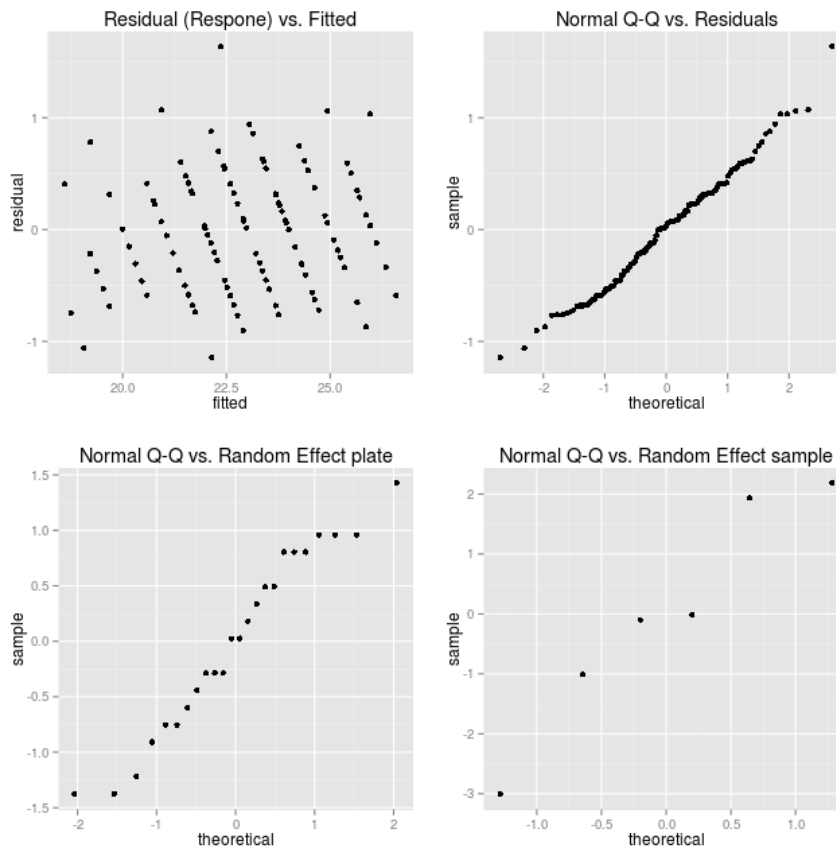 Residual (Respone) vs. Fitted
1
0
-1
residual
20.0 22.5 25.0
fitted
Normal Q-Q vs. Residuals
1
0
-1
sample
-2 -1 0 1 2
theoretical
Normal Q-Q vs. Random Effect plate
1.5
1.0
0.5
0.0
-0.5
-1.0
-1.5
sample
-2 -1 0 1 2
theoretical
Normal Q-Q vs. Random Effect sample
2
1
0
-1
-2
-3
sample
-1.0 -0.5 0.0 0.5 1.0
theoretical